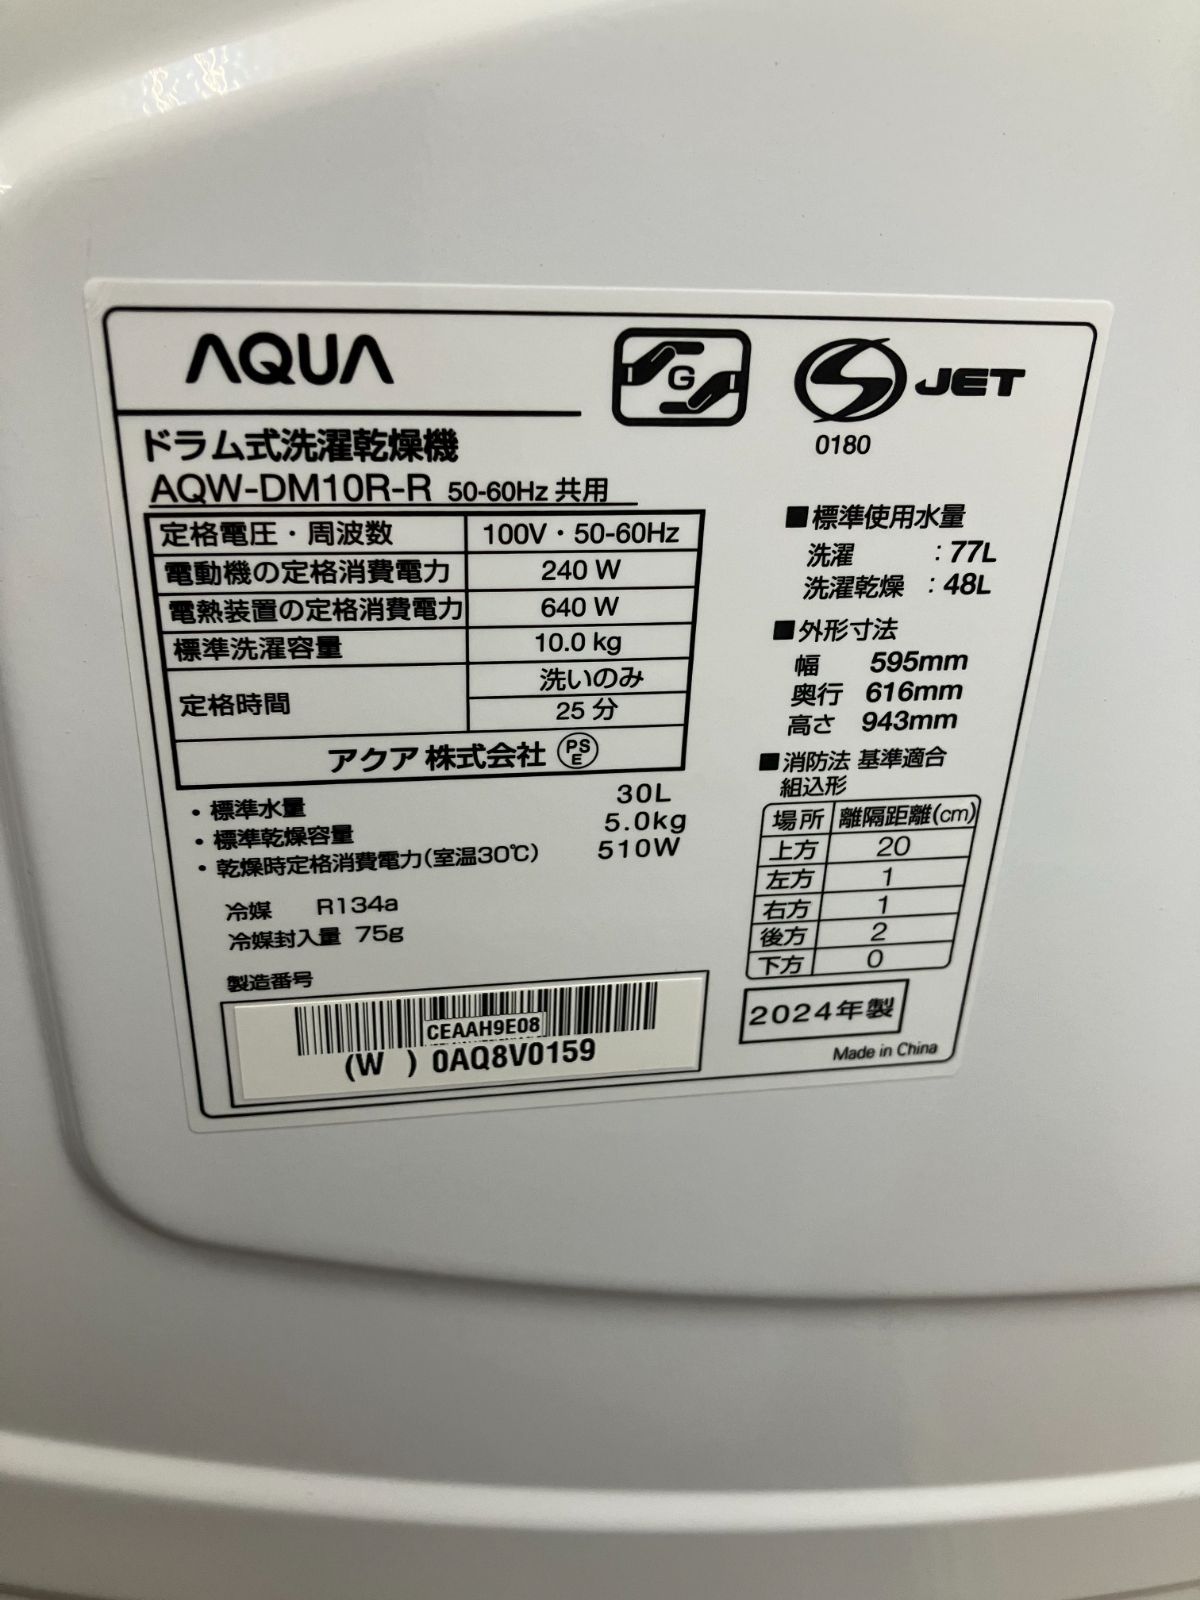 AQUA
G
S JET
0180
ドラム式洗濯乾燥機
AQW-DM10R-R 50-60Hz 共用
定格電圧・周波数 100V・50-60Hz
電動機の定格消費電力 240 W
電熱装置の定格消費電力 640 W
標準洗濯容量 10.0 kg
定格時間 洗いのみ
25 分
アクア 株式会社 PSE
・標準水量 30L
・標準乾燥容量 5.0kg
・乾燥時定格消費電力(室温30℃) 510W
冷媒 R134a
冷媒封入量 75g
製造番号
CEAAH9E08
(W ) 0AQ8V0159
■標準使用水量
洗濯 : 77L
洗濯乾燥 : 48L
■外形寸法
幅 595mm
奥行 616mm
高さ 943mm
■消防法 基準適合
組込形
場所 離隔距離(cm)
上方 20
左方 1
右方 1
後方 2
下方 0
2024年製
Made in China